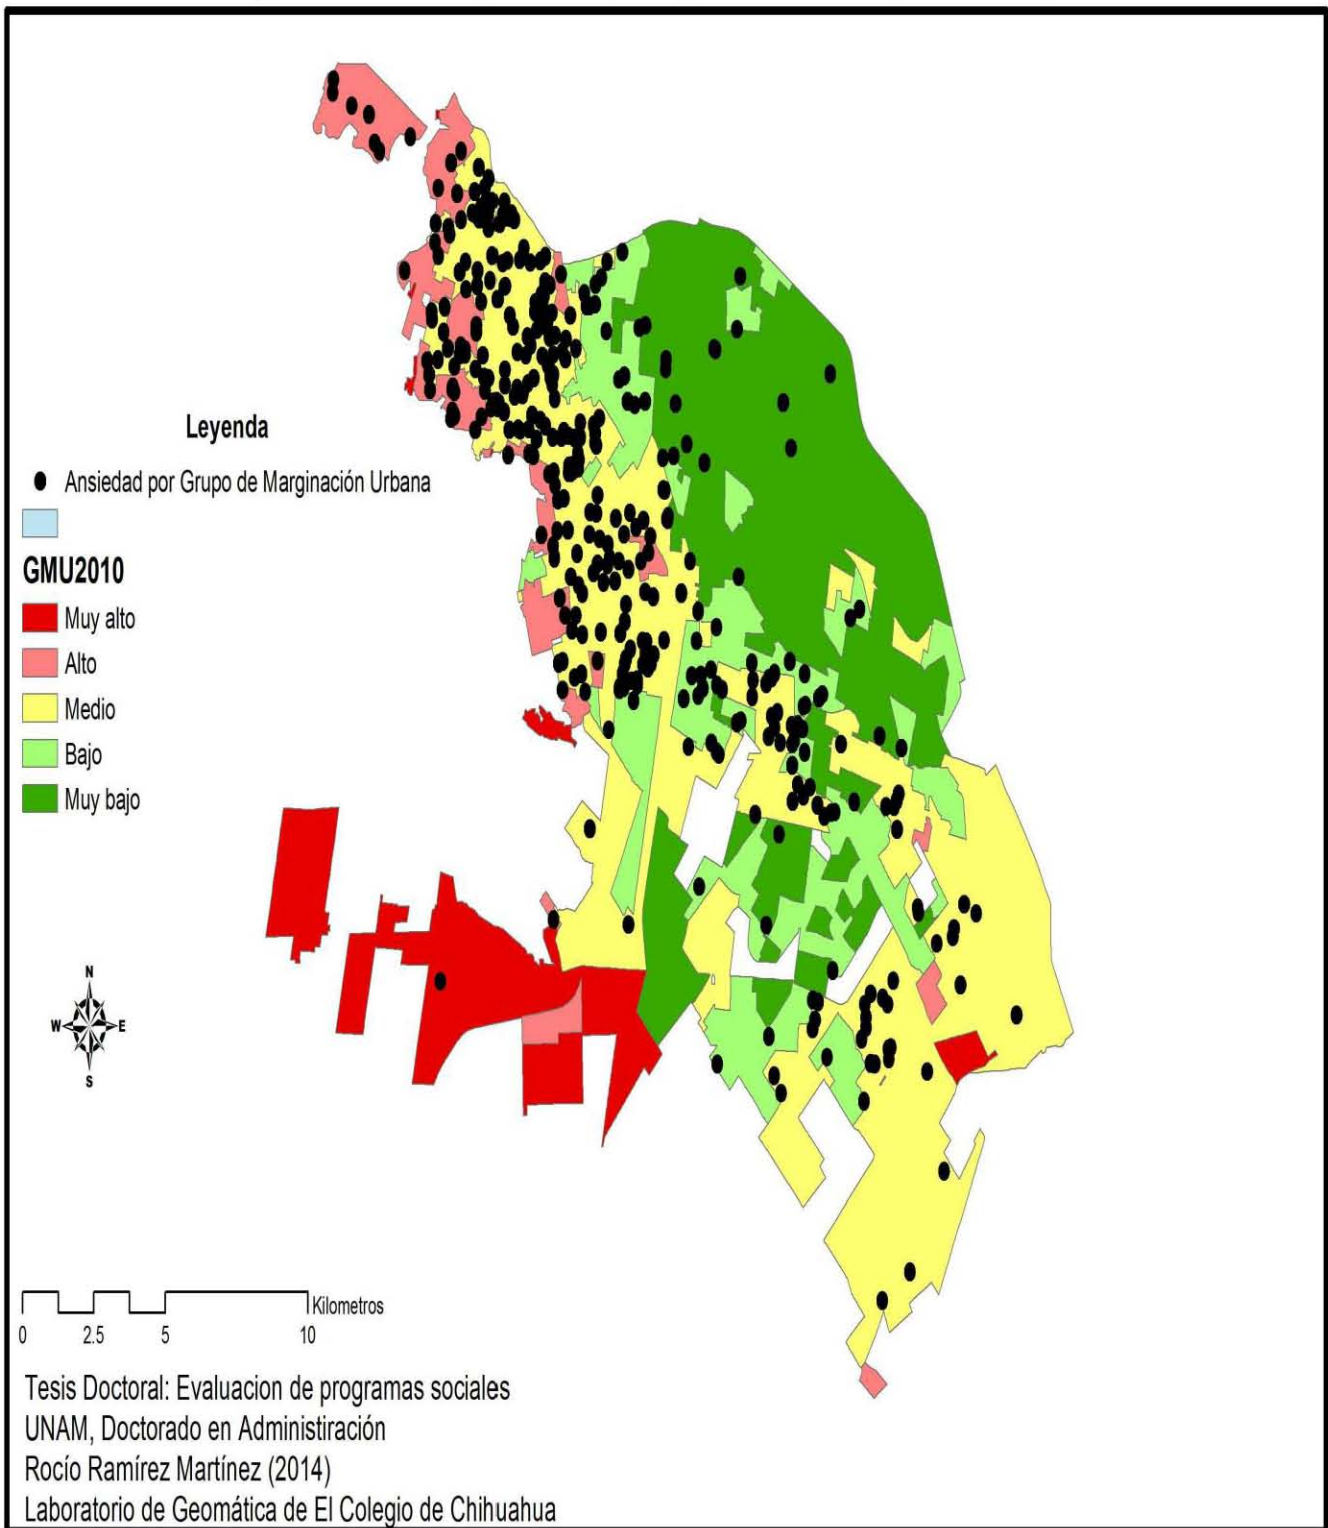 Leyenda
Ansiedad por Grupo de Marginación Urbana
GMU2010
Muy alto
Alto
Medio
Bajo
Muy bajo
N
W E
S
Kilometros
0 2.5 5 10
Tesis Doctoral: Evaluacion de programas sociales
UNAM, Doctorado en Administiración
Rocío Ramírez Martínez (2014)
Laboratorio de Geomática de El Colegio de Chihuahua